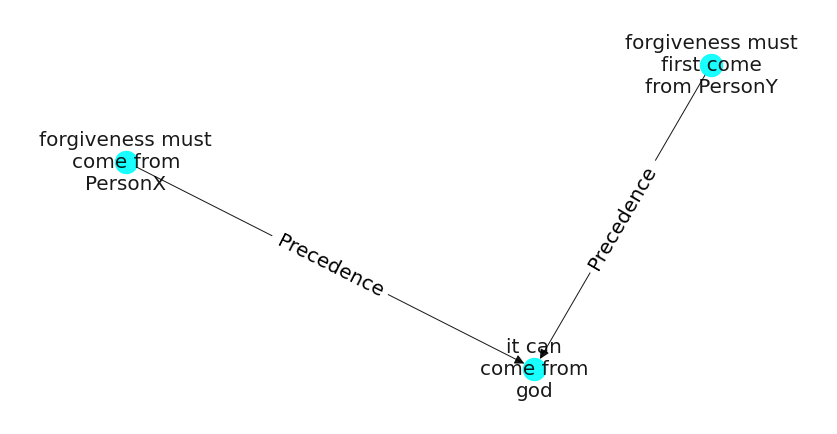 forgiveness must
first come
from PersonY
forgiveness must
come from
PersonX
Precedence
Precedence
it can
come from
god